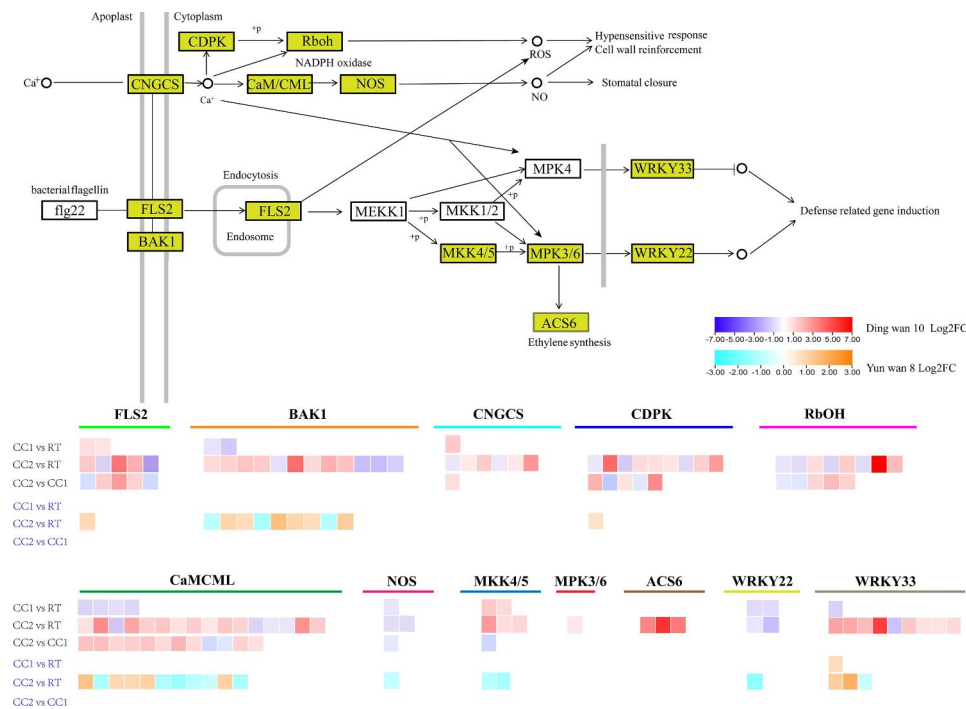 Apoplast Cytoplasm
CDPK +p Rboh
ROS
Hypensensitive response
Cell wall reinforcement
NADPH oxidase
Ca⁺ CNGCS Ca⁺ CaM/CML NOS NO Stomatal closure
bacterial flagellin
flg22 FLS2 BAK1
Endocytosis
FLS2
Endosome
MEKK1 +p MKK1/2 +p MPK4 WRKY33
+p MKK4/5 +p +p MPK3/6 WRKY22
Defense related gene induction
ACS6
Ethylene synthesis
Ding wan 10 Log2FC
-7.00 -5.00 -3.00 -1.00 1.00 3.00 5.00 7.00
Yun wan 8 Log2FC
-3.00 -2.00 -1.00 0.00 1.00 2.00 3.00
FLS2 BAK1 CNGCS CDPK RbOH
CC1 vs RT
CC2 vs RT
CC2 vs CC1
CC1 vs RT
CC2 vs RT
CC2 vs CC1
CaMCML NOS MKK4/5 MPK3/6 ACS6 WRKY22 WRKY33
CC1 vs RT
CC2 vs RT
CC2 vs CC1
CC1 vs RT
CC2 vs RT
CC2 vs CC1